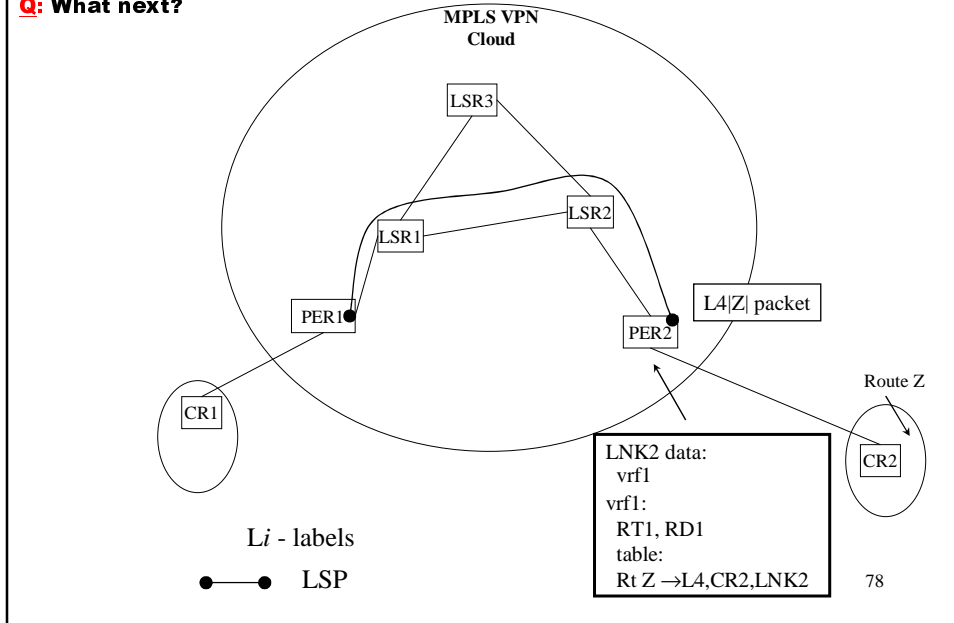 Q: What next?
MPLS VPN
Cloud
LSR3
LSR2
LSR1
PER1
PER2
L4|Z| packet
Route Z
CR1
CR2
LNK2 data:
vrf1
vrf1:
RT1, RD1
table:
Rt Z →L4,CR2,LNK2
Li - labels
LSP
78